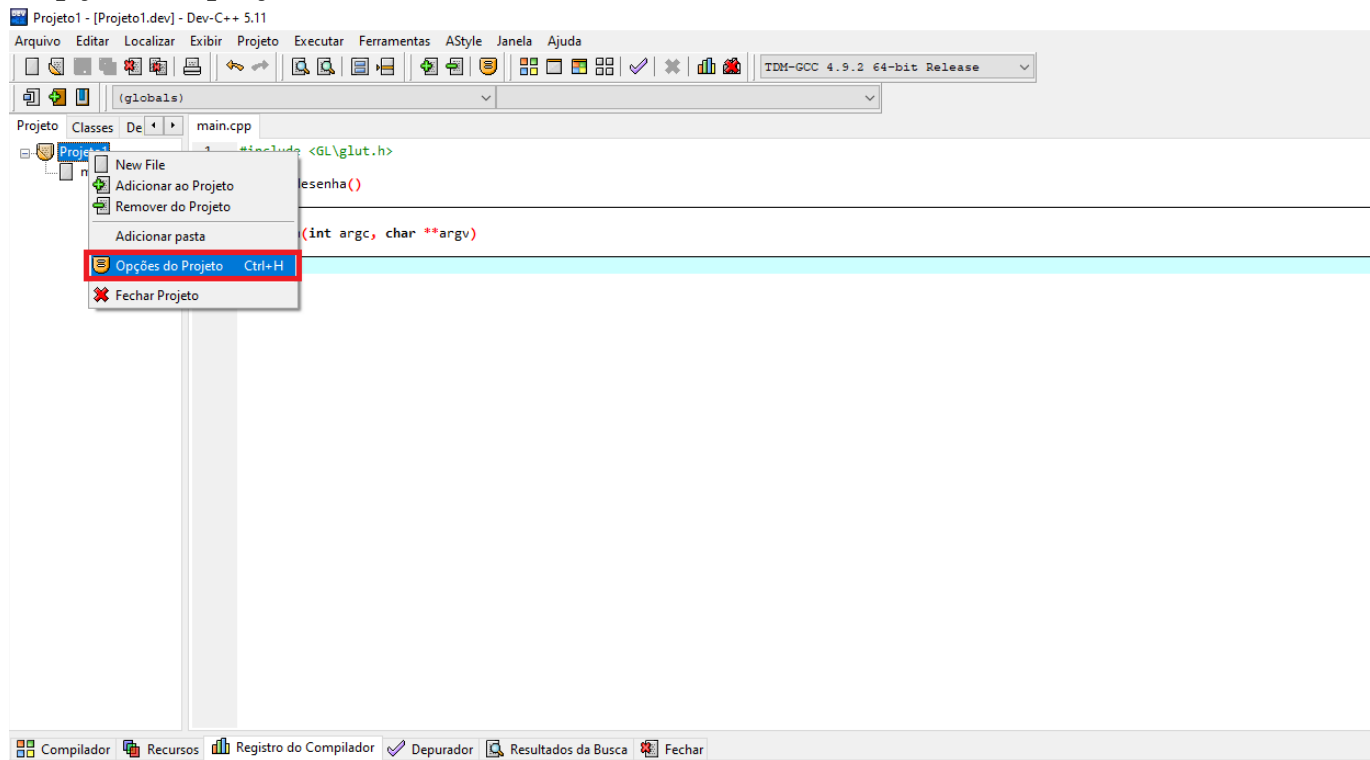 Projeto1 - [Projeto1.dev] - Dev-C++ 5.11
Arquivo Editar Localizar Exibir Projeto Executar Ferramentas AStyle Janela Ajuda
TDM-GCC 4.9.2 64-bit Release
(globals)
Projeto Classes De main.cpp
Projeto1 1 #include <GL\glut.h>
New File
Adicionar ao Projeto desenha()
Remover do Projeto
Adicionar pasta (int argc, char **argv)
Opções do Projeto Ctrl+H
Fechar Projeto
Compilador Recursos Registro do Compilador Depurador Resultados da Busca Fechar